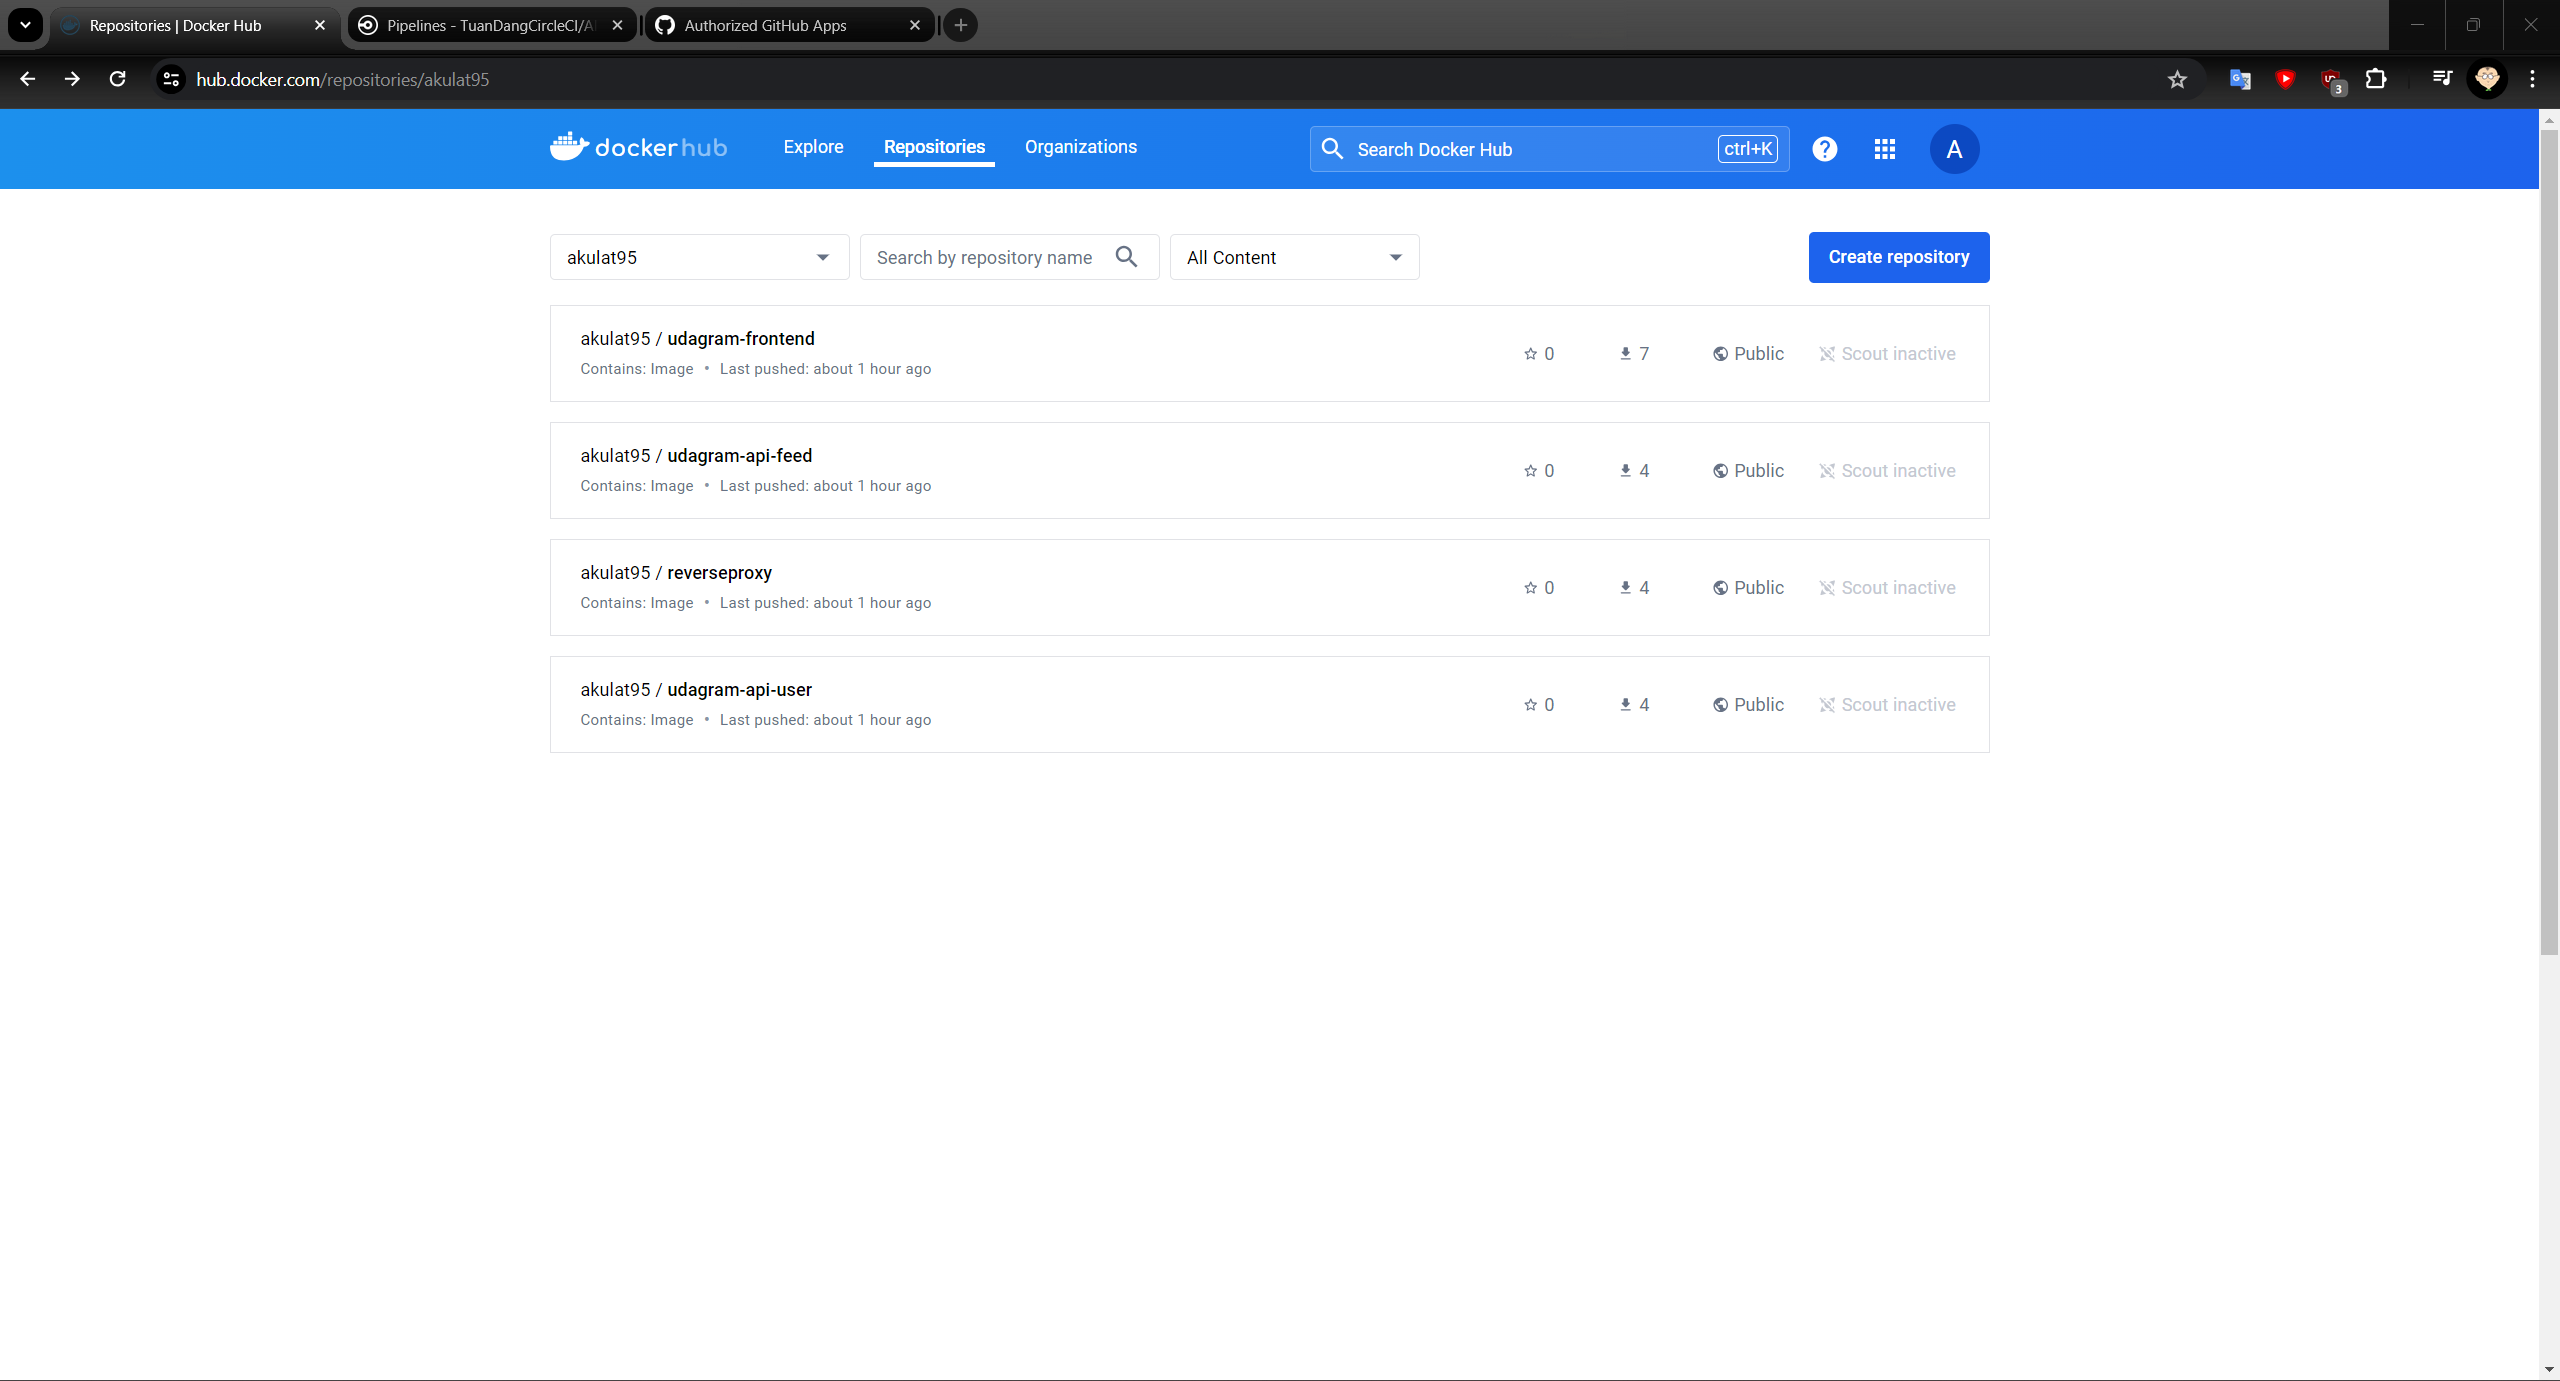 Repositories | Docker Hub
Pipelines - TuanDangCircleCI/A
Authorized GitHub Apps
hub.docker.com/repositories/akulat95
3
dockerhub
Explore
Repositories
Organizations
Search Docker Hub
ctrl+K
A
akulat95
Search by repository name
All Content
Create repository
akulat95 / udagram-frontend
Contains: Image • Last pushed: about 1 hour ago
0
7
Public
Scout inactive
akulat95 / udagram-api-feed
Contains: Image • Last pushed: about 1 hour ago
0
4
Public
Scout inactive
akulat95 / reverseproxy
Contains: Image • Last pushed: about 1 hour ago
0
4
Public
Scout inactive
akulat95 / udagram-api-user
Contains: Image • Last pushed: about 1 hour ago
0
4
Public
Scout inactive